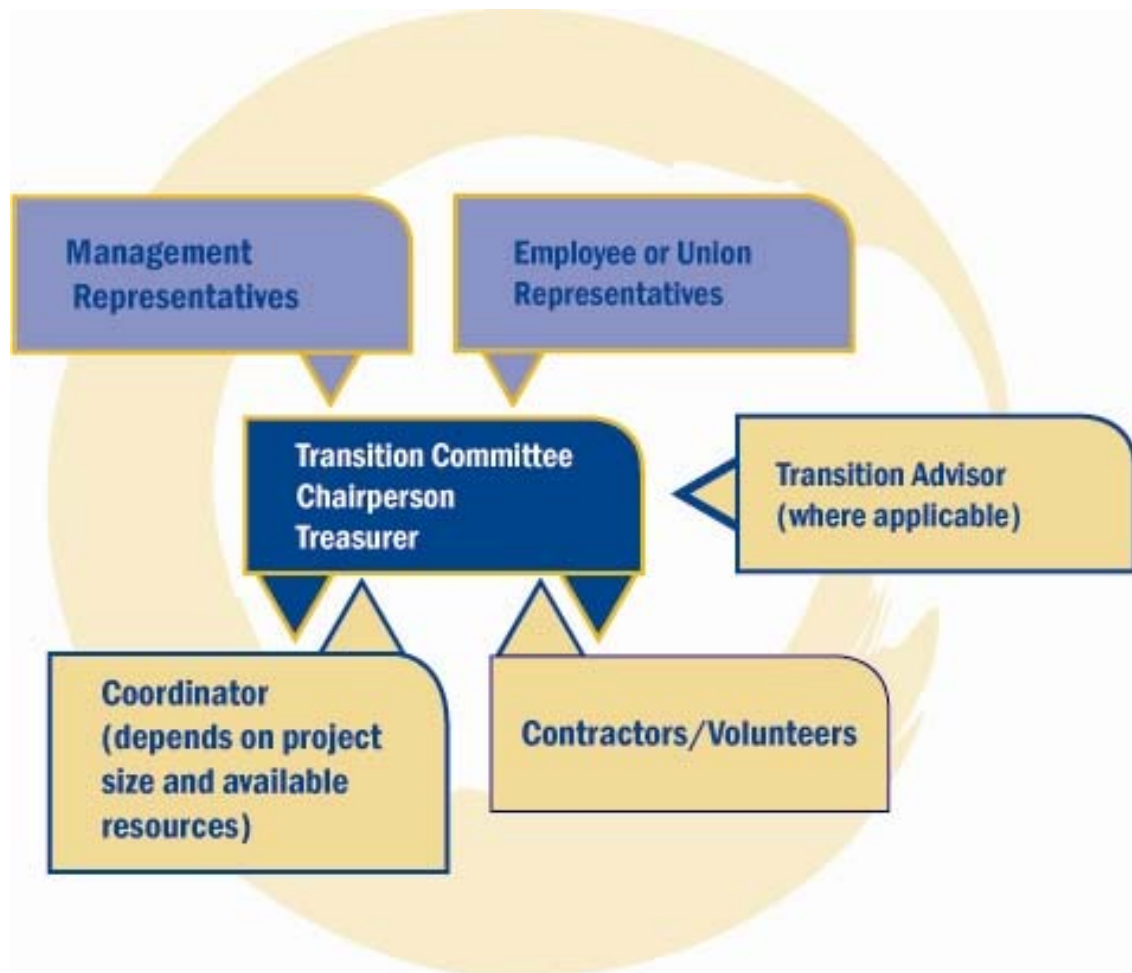 Management
Representatives
Employee or Union
Representatives
Transition Committee
Chairperson
Treasurer
Transition Advisor
(where applicable)
Coordinator
(depends on project
size and available
resources)
Contractors/Volunteers